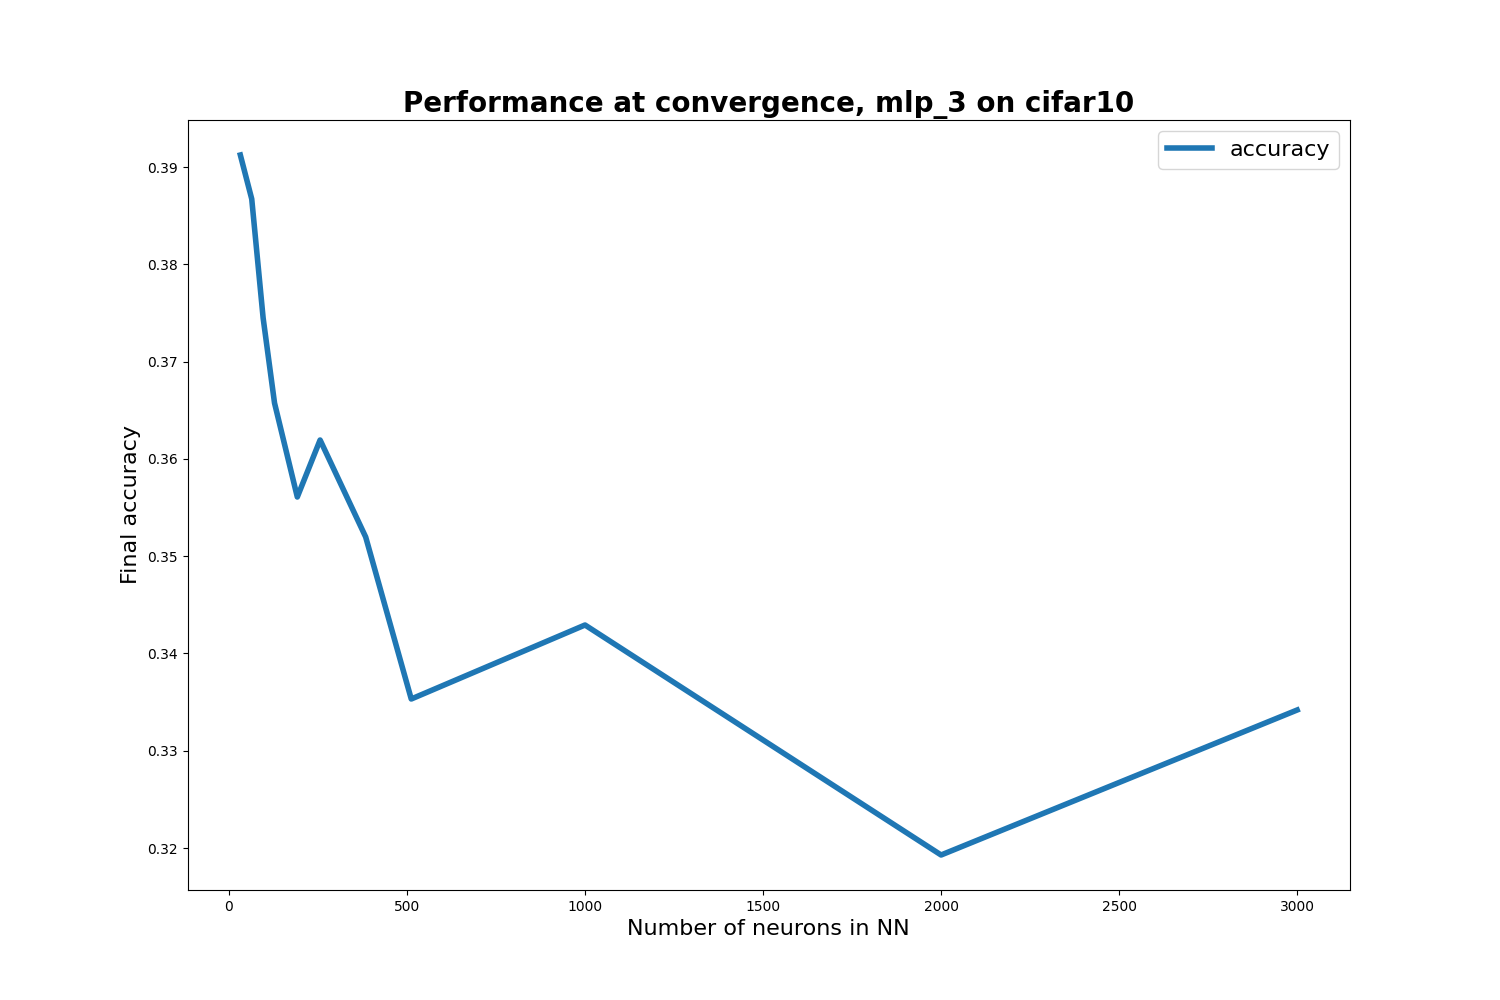 Performance at convergence, mlp_3 on cifar10
accuracy
Final accuracy
0.39
0.38
0.37
0.36
0.35
0.34
0.33
0.32
0 500 1000 1500 2000 2500 3000
Number of neurons in NN